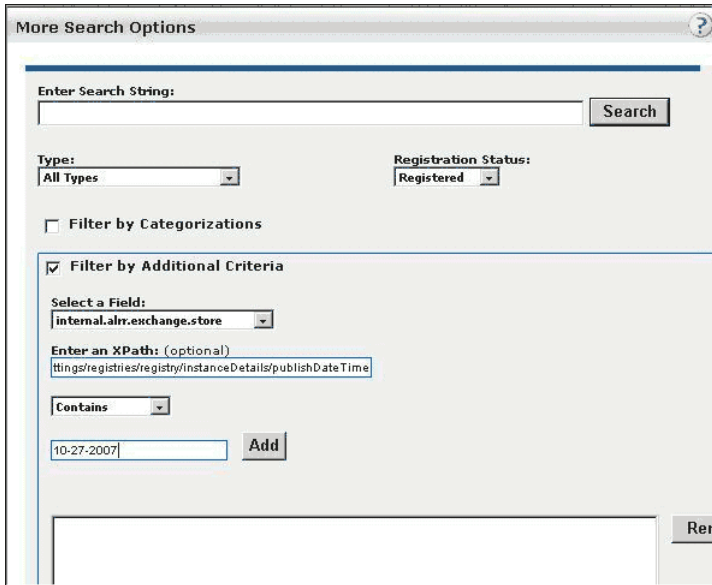 More Search Options
?
Enter Search String:
Search
Type:
Registration Status:
All Types
Registered
Filter by Categorizations
Filter by Additional Criteria
Select a Field:
internal.alrr.exchange.store
Enter an XPath: (optional)
ttings/registries/registry/instanceDetails/publishDateTime
Contains
10-27-2007
Add
Rer